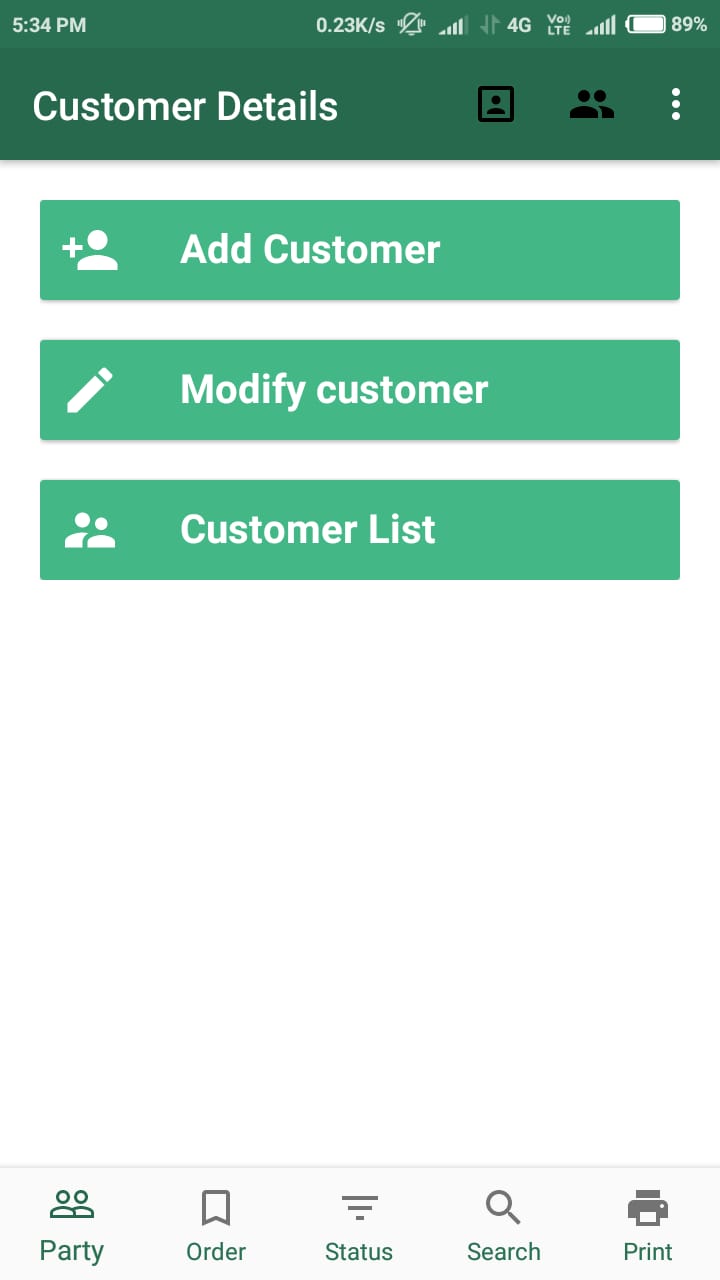 5:34 PM 0.23K/s 4G Vo) LTE 89%
Customer Details
Add Customer
Modify customer
Customer List
Party Order Status Search Print